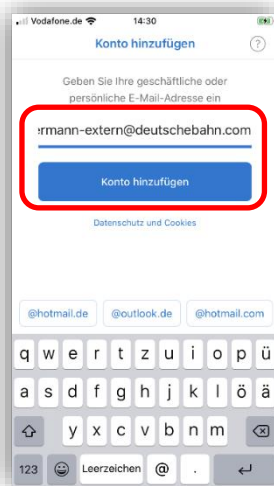 Vodafone.de 14:30
Konto hinzufügen ?
Geben Sie Ihre geschäftliche oder
persönliche E-Mail-Adresse ein
ermann-extern@deutschebahn.com
Konto hinzufügen
Datenschutz und Cookies
@hotmail.de @outlook.de @hotmail.com
q w e r t z u i o p ü
a s d f g h j k l ö ä
y x c v b n m
123 Leerzeichen @ .